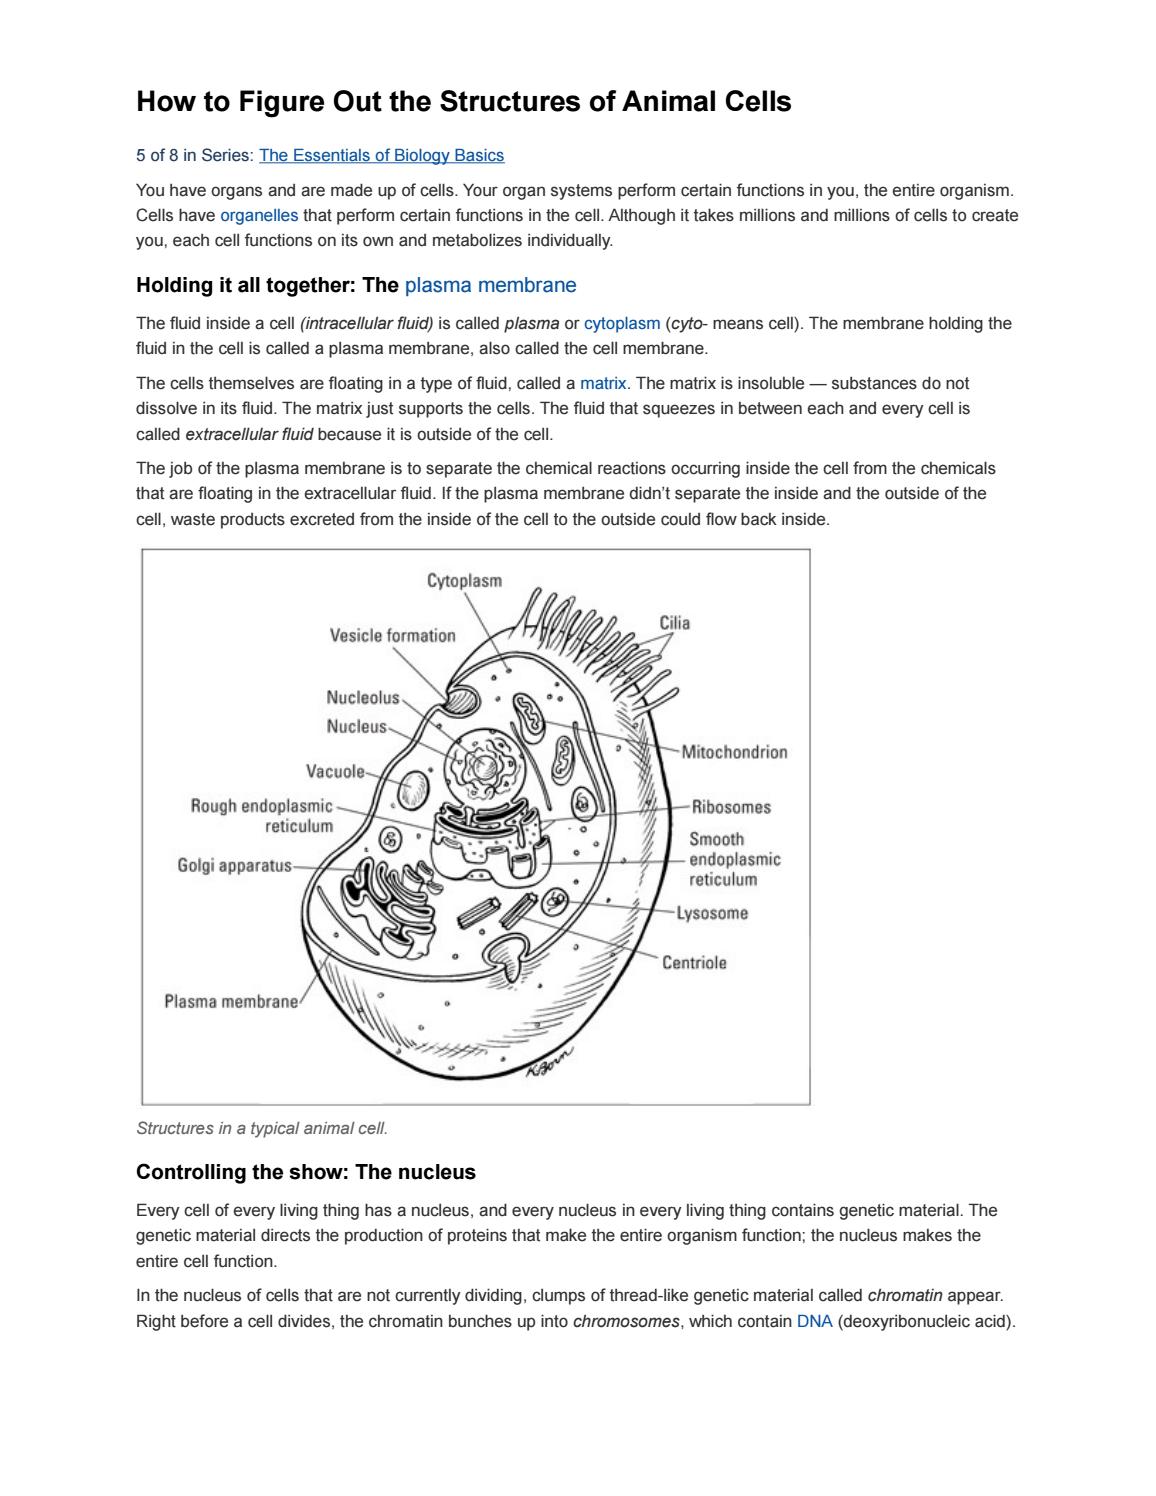 How to Figure Out the Structures of Animal Cells
5 of 8 in Series: The Essentials of Biology Basics
You have organs and are made up of cells. Your organ systems perform certain functions in you, the entire organism.
Cells have organelles that perform certain functions in the cell. Although it takes millions and millions of cells to create
you, each cell functions on its own and metabolizes individually.
Holding it all together: The plasma membrane
The fluid inside a cell (intracellular fluid) is called plasma or cytoplasm (cyto- means cell). The membrane holding the
fluid in the cell is called a plasma membrane, also called the cell membrane.
The cells themselves are floating in a type of fluid, called a matrix. The matrix is insoluble — substances do not
dissolve in its fluid. The matrix just supports the cells. The fluid that squeezes in between each and every cell is
called extracellular fluid because it is outside of the cell.
The job of the plasma membrane is to separate the chemical reactions occurring inside the cell from the chemicals
that are floating in the extracellular fluid. If the plasma membrane didn’t separate the inside and the outside of the
cell, waste products excreted from the inside of the cell to the outside could flow back inside.
Cytoplasm
Cilia
Vesicle formation
Nucleolus
Nucleus
Mitochondrion
Vacuole
Rough endoplasmic
reticulum
Ribosomes
Smooth
endoplasmic
reticulum
Golgi apparatus
Lysosome
Centriole
Plasma membrane
K.Born
Structures in a typical animal cell.
Controlling the show: The nucleus
Every cell of every living thing has a nucleus, and every nucleus in every living thing contains genetic material. The
genetic material directs the production of proteins that make the entire organism function; the nucleus makes the
entire cell function.
In the nucleus of cells that are not currently dividing, clumps of thread-like genetic material called chromatin appear.
Right before a cell divides, the chromatin bunches up into chromosomes, which contain DNA (deoxyribonucleic acid).